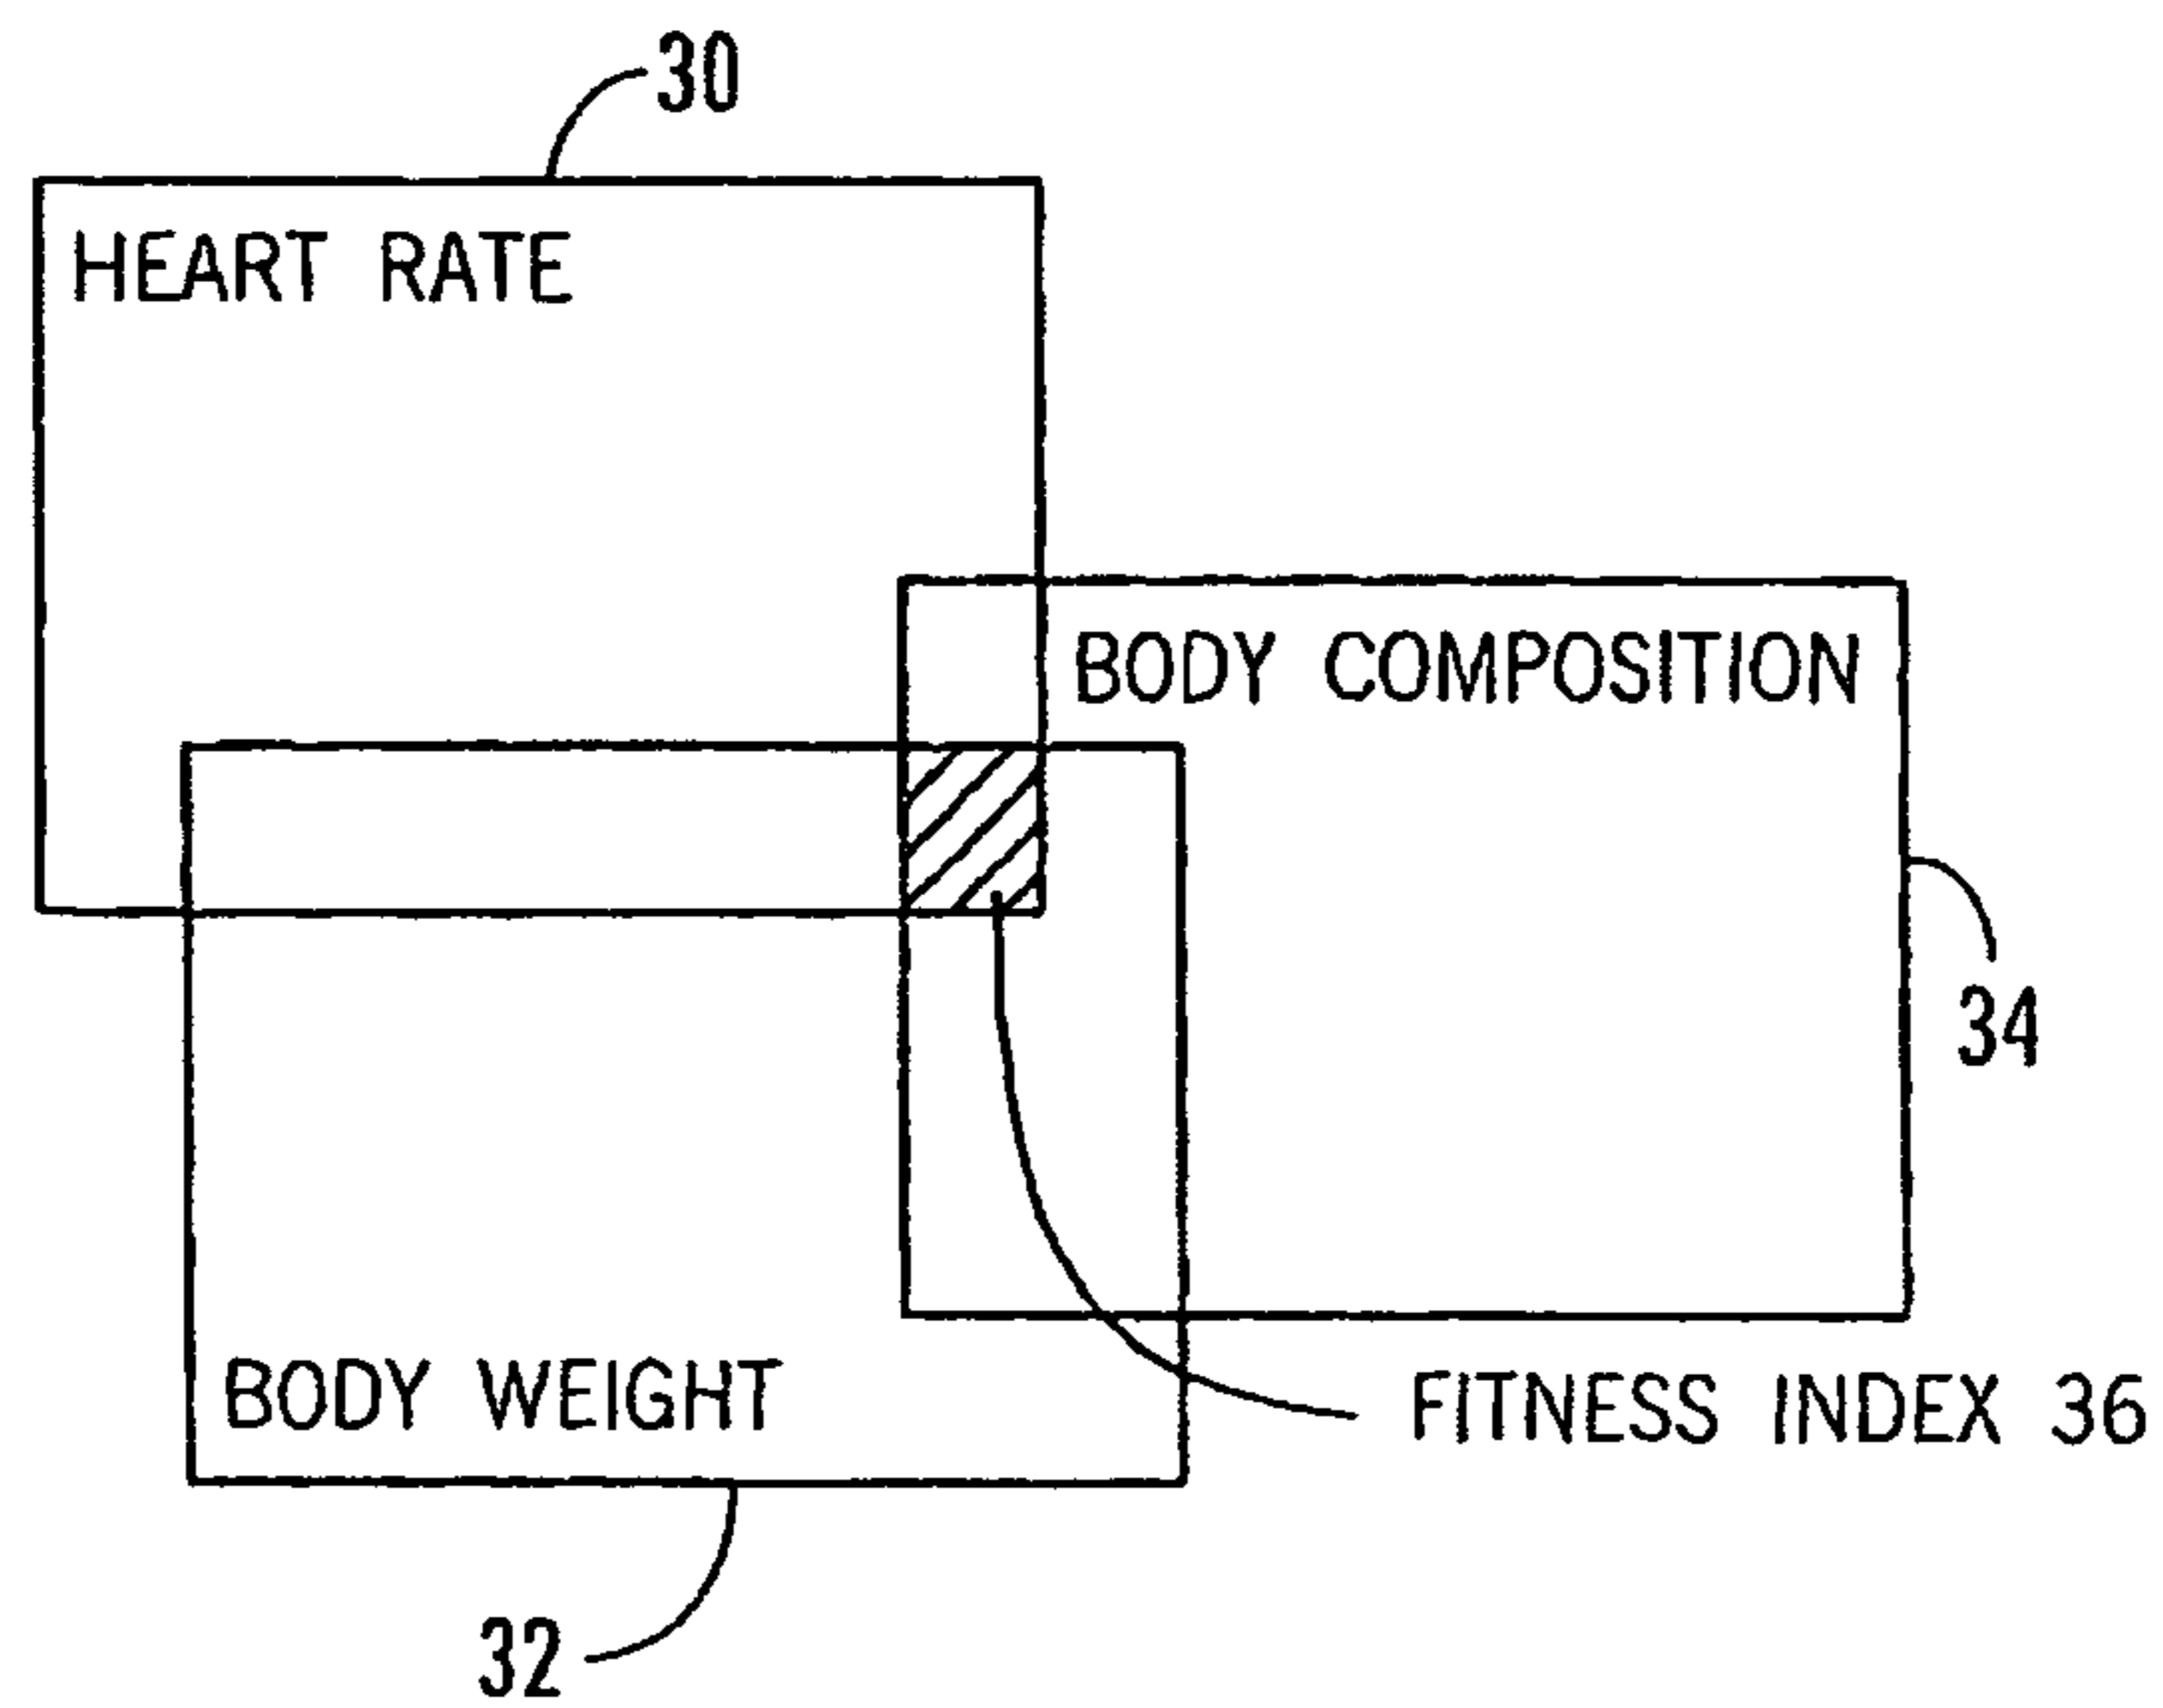 30
HEART RATE
BODY COMPOSITION
34
BODY WEIGHT
FITNESS INDEX 36
32